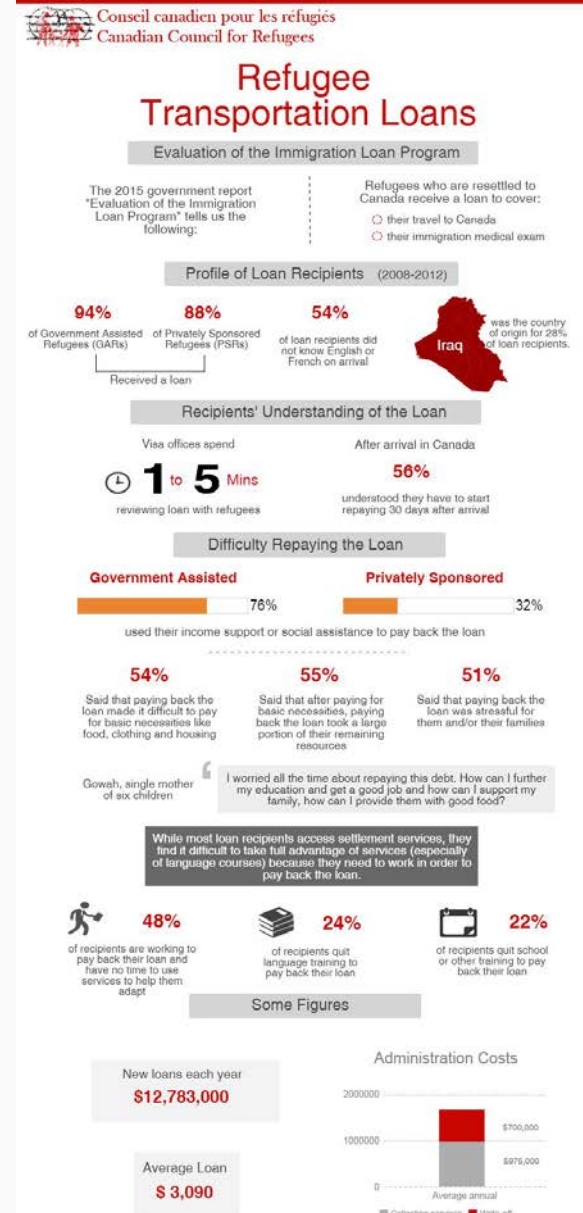 Conseil canadien pour les réfugiés
Canadian Council for Refugees
Refugee
Transportation Loans
Evaluation of the Immigration Loan Program
The 2015 government report
"Evaluation of the Immigration
Loan Program" tells us the
following:
Refugees who are resettled to
Canada receive a loan to cover:
their travel to Canada
their immigration medical exam
Profile of Loan Recipients (2008-2012)
94%
of Government Assisted
Refugees (GARs)
88%
of Privately Sponsored
Refugees (PSRs)
Received a loan
54%
of loan recipients did
not know English or
French on arrival
Iraq
was the country
of origin for 28%
of loan recipients.
Recipients' Understanding of the Loan
Visa offices spend
1 to 5 Mins
reviewing loan with refugees
After arrival in Canada
56%
understood they have to start
repaying 30 days after arrival
Difficulty Repaying the Loan
Government Assisted
76%
Privately Sponsored
32%
used their income support or social assistance to pay back the loan
54%
Said that paying back the
loan made it difficult to pay
for basic necessities like
food, clothing and housing
55%
Said that after paying for
basic necessities, paying
back the loan took a large
portion of their remaining
resources
51%
Said that paying back the
loan was stressful for
them and/or their families
Gowah, single mother
of six children
“
I worried all the time about repaying this debt. How can I further
my education and get a good job and how can I support my
family, how can I provide them with good food?
While most loan recipients access settlement services, they
find it difficult to take full advantage of services (especially
of language courses) because they need to work in order to
pay back the loan.
48%
of recipients are working to
pay back their loan and
have no time to use
services to help them
adapt
24%
of recipients quit
language training to
pay back their loan
22%
of recipients quit school
or other training to pay
back their loan
Some Figures
New loans each year
$12,783,000
Average Loan
$ 3,090
Administration Costs
2000000
1000000
0
$700,000
$975,000
Average annual